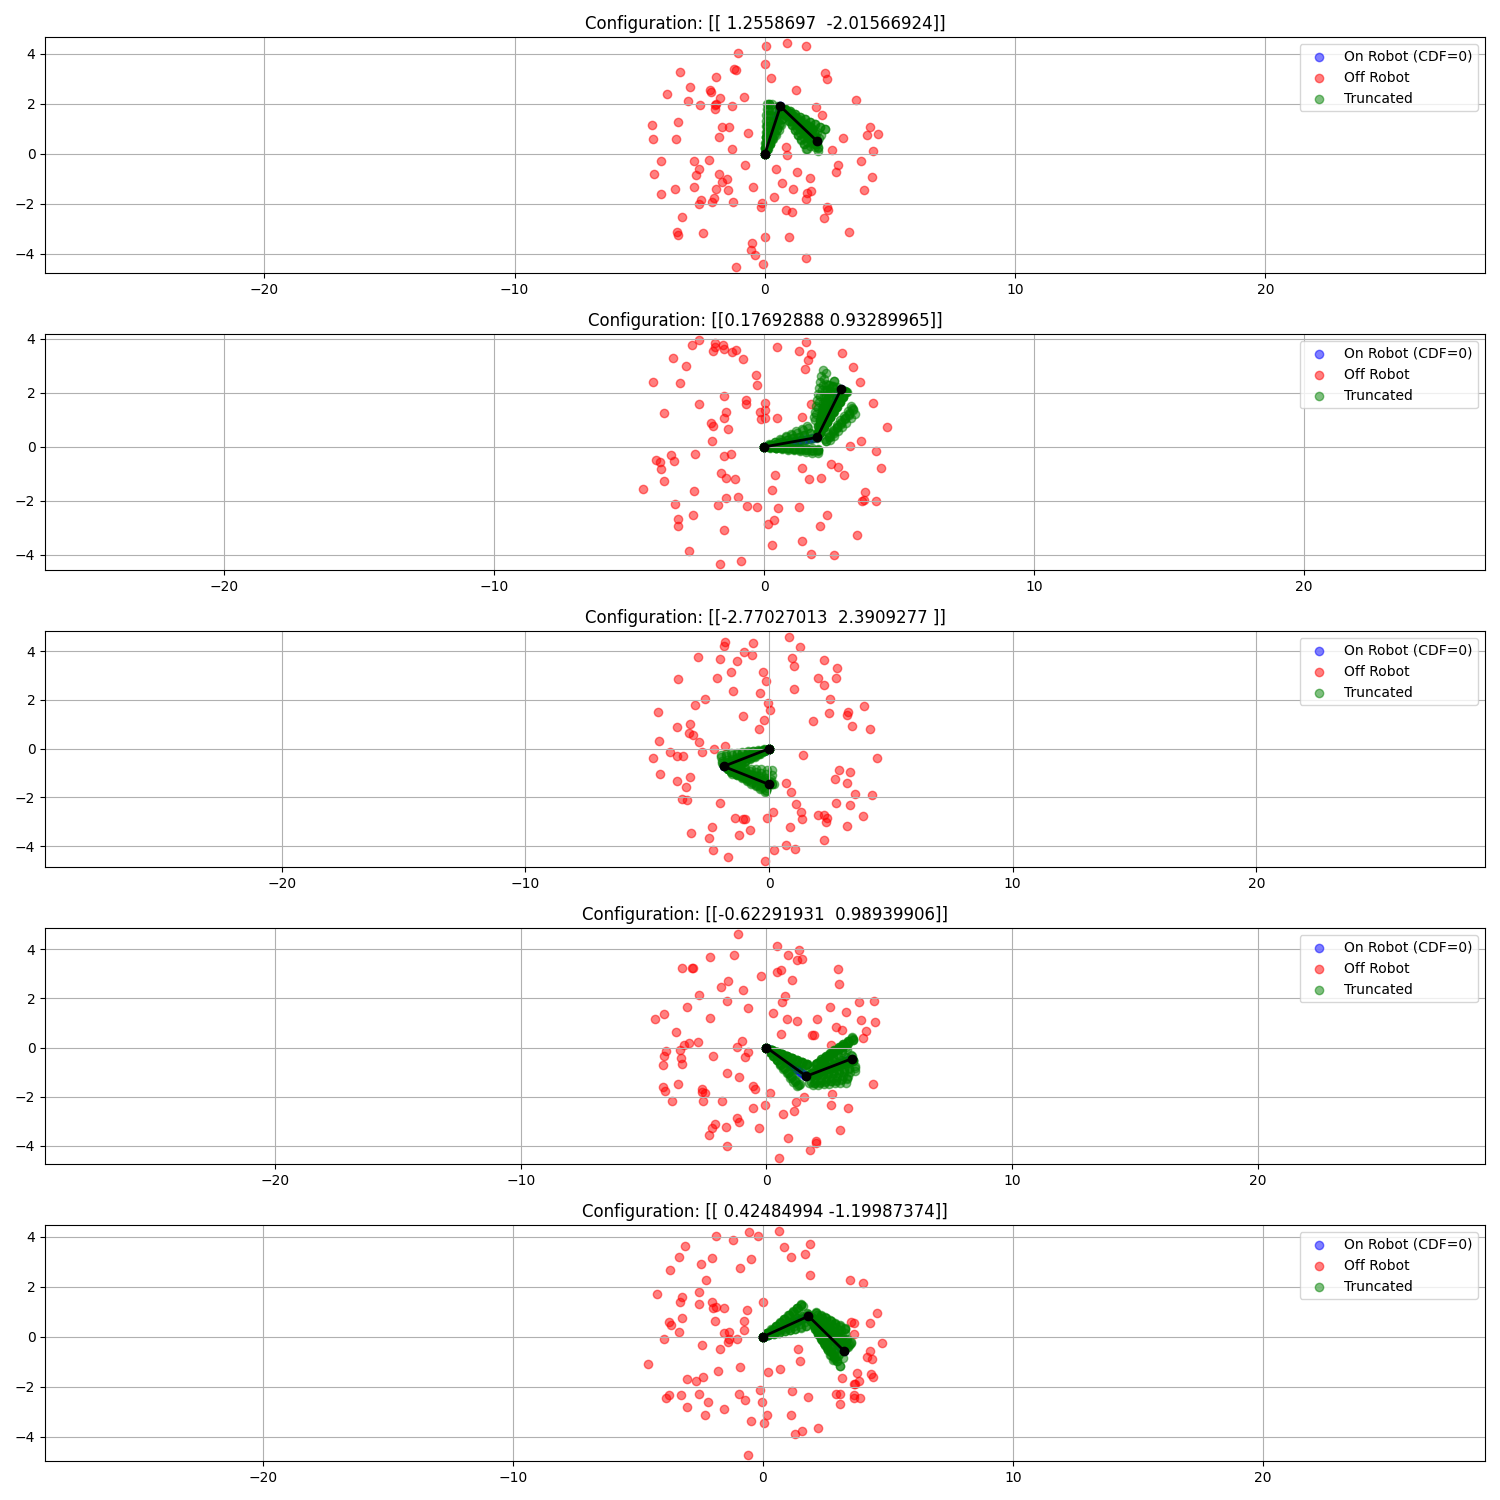 Configuration: [[ 1.2558697  -2.01566924]]
4
2
0
−2
−4
On Robot (CDF=0)
Off Robot
Truncated
−20 −10 0 10 20
Configuration: [[0.17692888 0.93289965]]
4
2
0
−2
−4
On Robot (CDF=0)
Off Robot
Truncated
−20 −10 0 10 20
Configuration: [[-2.77027013  2.3909277 ]]
4
2
0
−2
−4
On Robot (CDF=0)
Off Robot
Truncated
−20 −10 0 10 20
Configuration: [[-0.62291931  0.98939906]]
4
2
0
−2
−4
On Robot (CDF=0)
Off Robot
Truncated
−20 −10 0 10 20
Configuration: [[ 0.42484994 -1.19987374]]
4
2
0
−2
−4
On Robot (CDF=0)
Off Robot
Truncated
−20 −10 0 10 20